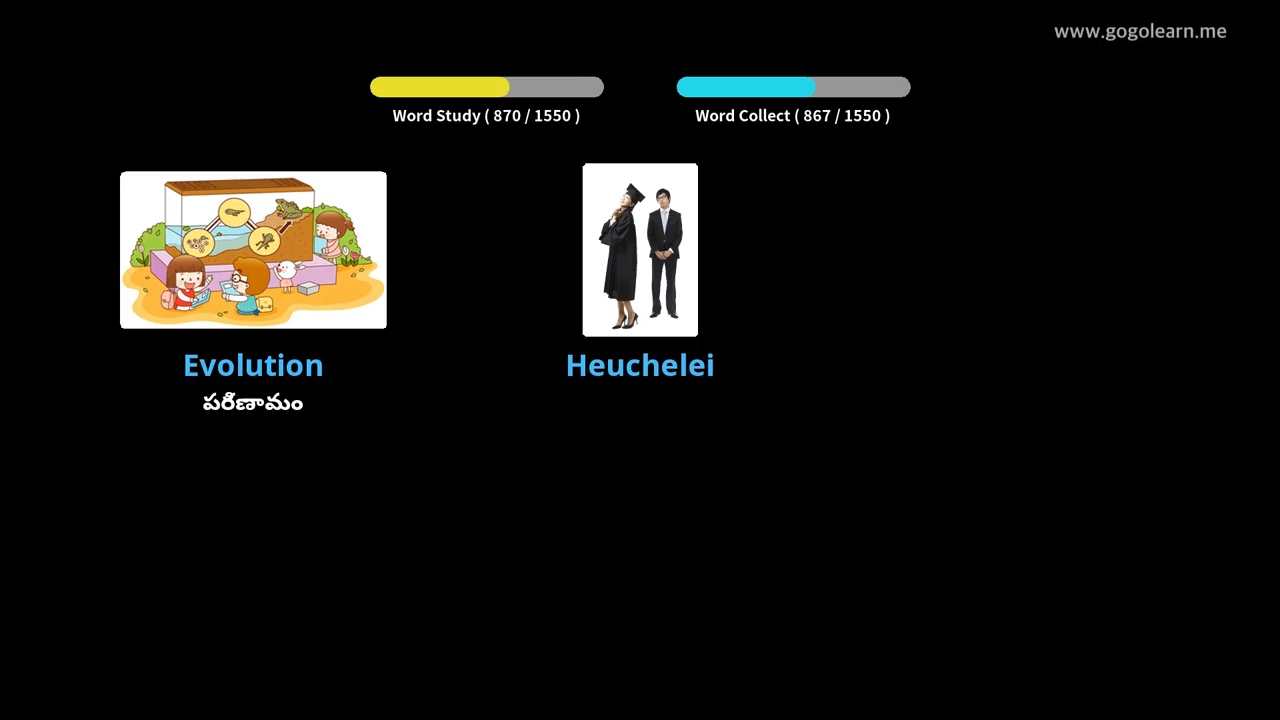 www.gogolearn.me
Word Study ( 870 / 1550 )
Word Collect ( 867 / 1550 )
Evolution
పరిణామం
Heuchelei